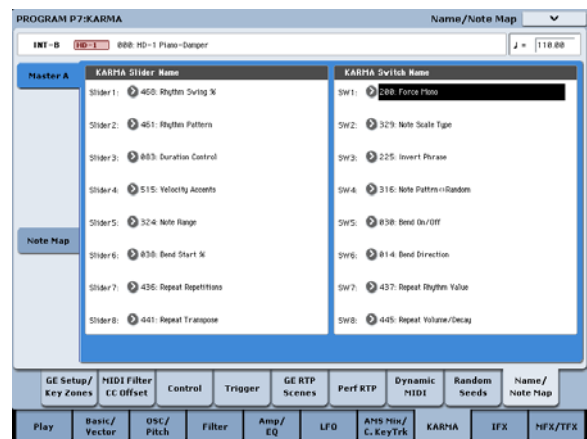 PROGRAM P7:KARMA Name/Note Map
INT-B HD-1 000: HD-1 Piano-Damper ♩ = 110.00
Master A
KARMA Slider Name KARMA Switch Name
Slider1: 460: Rhythm Swing % SW1: 200: Force Mono
Slider2: 461: Rhythm Pattern SW2: 329: Note Scale Type
Slider3: 003: Duration Control SW3: 225: Invert Phrase
Slider4: 515: Velocity Accents SW4: 316: Note Pattrn<>Random
Slider5: 324: Note Range SW5: 030: Bend On/Off
Note Map
Slider6: 038: Bend Start % SW6: 014: Bend Direction
Slider7: 436: Repeat Repetitions SW7: 437: Repeat Rhythm Value
Slider8: 441: Repeat Transpose SW8: 445: Repeat Volume/Decay
GE Setup/ MIDI Filter Control Trigger GE RTP Perf RTP Dynamic Random Name/
Key Zones CC Offset Scenes MIDI Seeds Note Map
Play Basic/ OSC/ Filter Amp/ LFO AMS Mix/ KARMA IFX MFX/TFX
Vector Pitch EQ C.KeyTrk